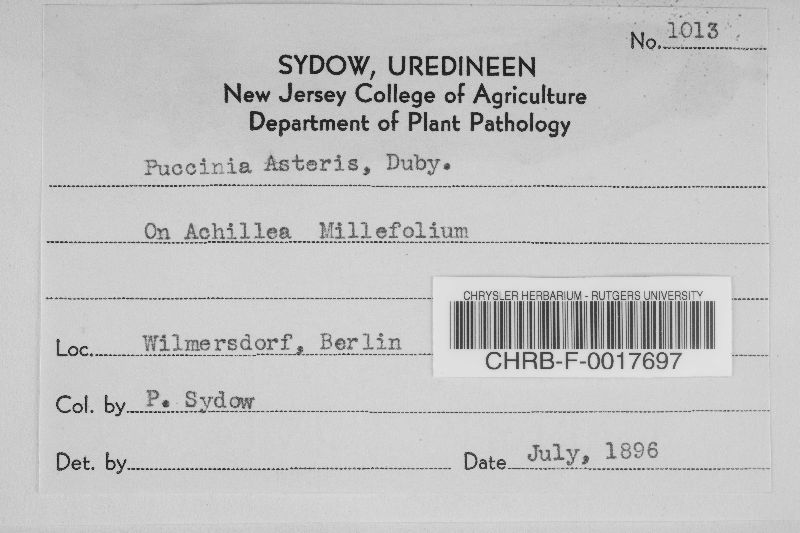 No. 1013
SYDOW, UREDINEEN
New Jersey College of Agriculture
Department of Plant Pathology
Puccinia Asteris, Duby.
On Achillea Millefolium
CHRYSLER HERBARIUM - RUTGERS UNIVERSITY
CHRB-F-0017697
Loc. Wilmersdorf, Berlin
Col. by P. Sydow
Det. by
Date July, 1896